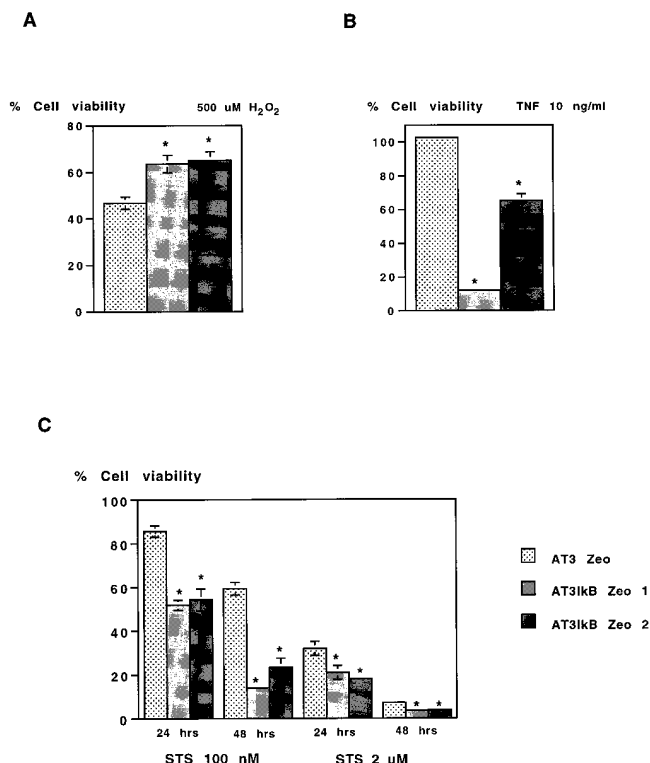 A
B
% Cell viability 500 uM H2O2
% Cell viability TNF 10 ng/ml
80
60
40
20
0
* *
100
80
60
40
20
0
*
*
C
% Cell viability
100
80
60
40
20
0
* *
* *
* *
* *
24 hrs 48 hrs 24 hrs 48 hrs
STS 100 nM STS 2 uM
AT3 Zeo
AT3IkB Zeo 1
AT3IkB Zeo 2